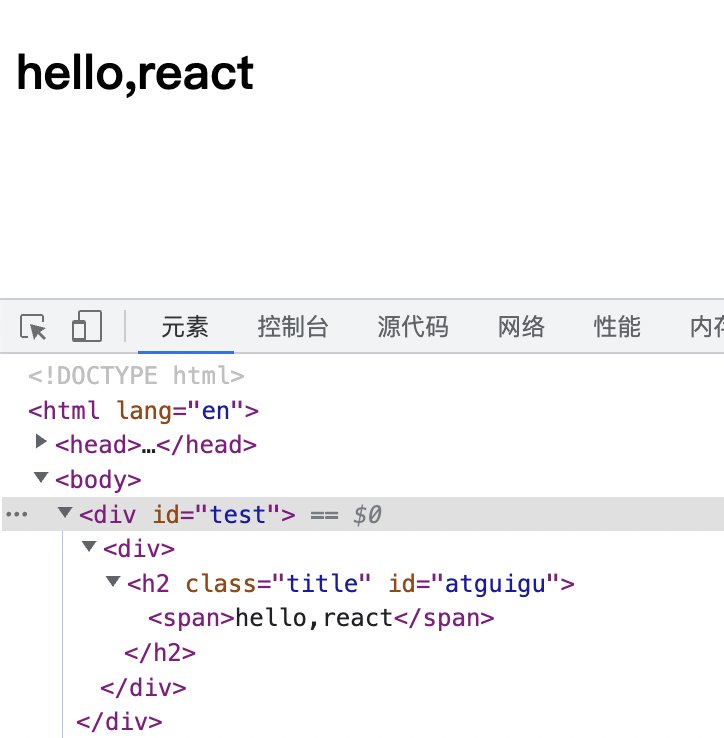 hello,react
元素 控制台 源代码 网络 性能
<!DOCTYPE html>
<html lang="en">
<head>…</head>
<body>
<div id="test"> == $0
<div>
<h2 class="title" id="atguigu">
<span>hello,react</span>
</h2>
</div>
</div>